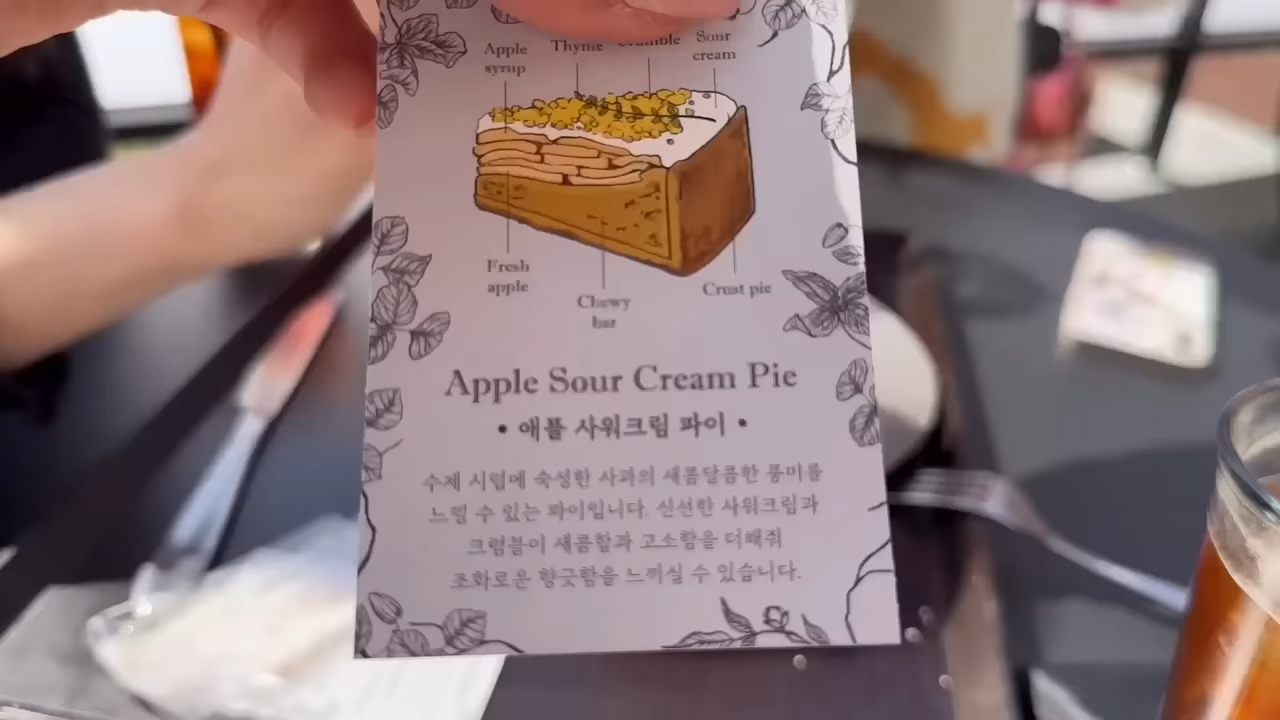 Apple syrup
Thyme
Crumble
Sour cream
Fresh apple
Chewy bar
Crust pie
Apple Sour Cream Pie
• 애플 사워크림 파이 •
수제 시럽에 숙성한 사과의 새콤달콤한 풍미를
느낄 수 있는 파이입니다. 신선한 사워크림과
크럼블이 새콤함과 고소함을 더해줘
조화로운 향긋함을 느끼실 수 있습니다.